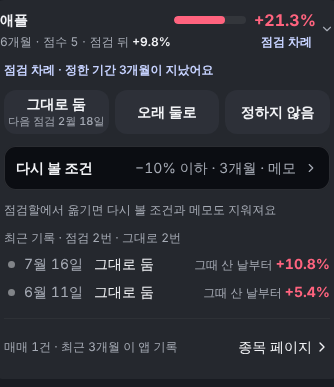 애플 +21.3%
6개월 · 점수 5 · 점검 뒤 +9.8% 점검 차례
점검 차례 · 정한 기간 3개월이 지났어요
그대로 둠 오래 둘로 정하지 않음
다음 점검 2월 18일
다시 볼 조건 −10% 이하 · 3개월 · 메모
점검할에서 옮기면 다시 볼 조건과 메모도 지워져요
최근 기록 · 점검 2번 · 그대로 2번
7월 16일 그대로 둠 그때 산 날부터 +10.8%
6월 11일 그대로 둠 그때 산 날부터 +5.4%
매매 1건 · 최근 3개월 이 앱 기록 종목 페이지